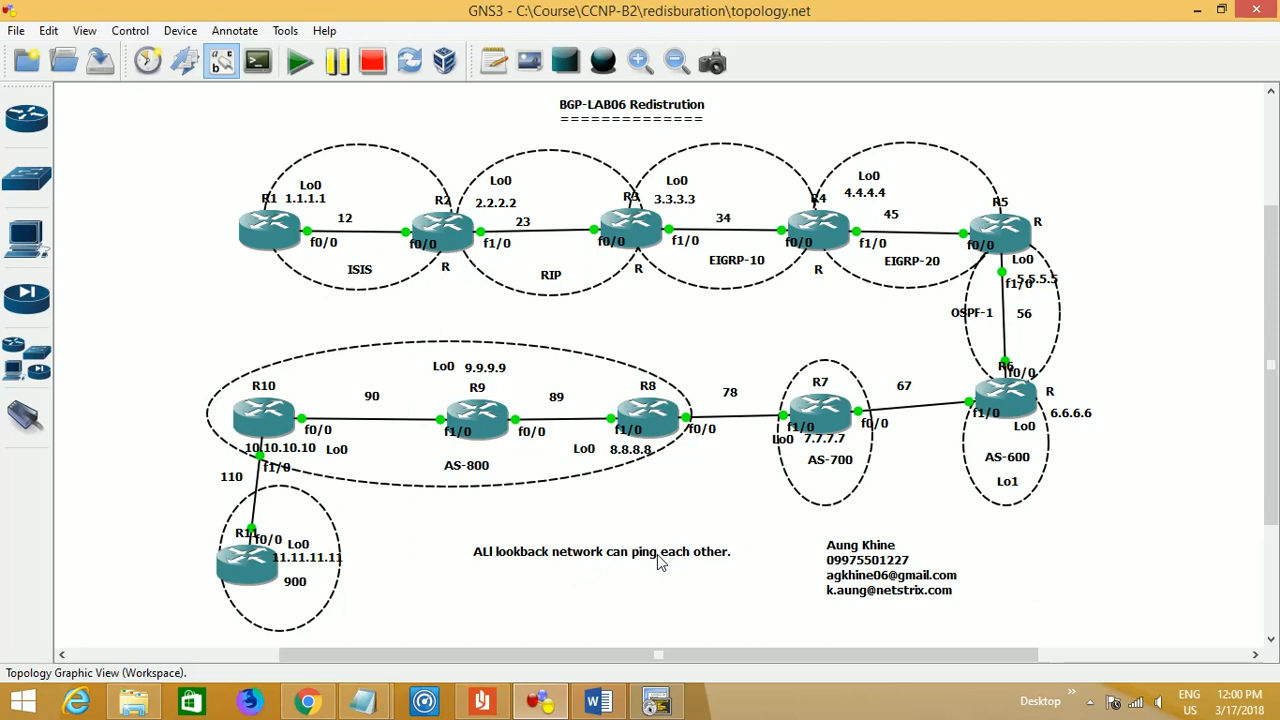 GNS3 - C:\Course\CCNP-B2\redisburation\topology.net
File Edit View Control Device Annotate Tools Help
BGP-LAB06 Redistrution
==============
R1
Lo0
1.1.1.1
f0/0
12
ISIS
R2
Lo0
2.2.2.2
f0/0
f1/0
R
23
RIP
R3
Lo0
3.3.3.3
f0/0
f1/0
R
34
EIGRP-10
R4
Lo0
4.4.4.4
f0/0
f1/0
R
45
EIGRP-20
R5
R
f0/0
Lo0
5.5.5.5
f1/0
OSPF-1
56
R6
f0/0
R
f1/0
6.6.6.6
Lo0
AS-600
Lo1
67
R7
f1/0
f0/0
Lo0
7.7.7.7
AS-700
78
R8
f1/0
f0/0
Lo0
8.8.8.8
89
Lo0
9.9.9.9
R9
f1/0
f0/0
AS-800
90
R10
f0/0
10.10.10.10
Lo0
f1/0
110
R11
f0/0
Lo0
11.11.11.11
900
ALl lookback network can ping each other.
Aung Khine
09975501227
agkhine06@gmail.com
k.aung@netstrix.com
Topology Graphic View (Workspace).
Desktop
ENG
US
12:00 PM
3/17/2018